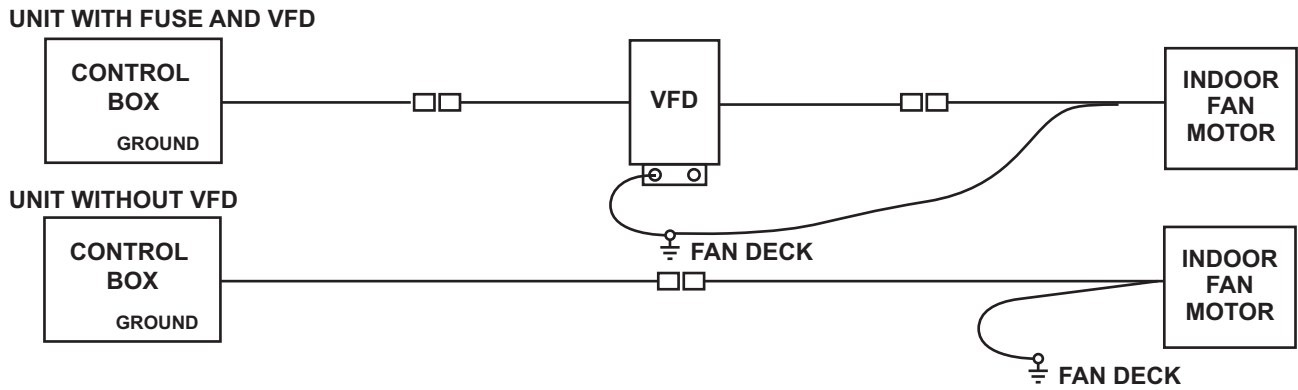 UNIT WITH FUSE AND VFD
CONTROL
BOX
GROUND
VFD
INDOOR
FAN
MOTOR
FAN DECK
UNIT WITHOUT VFD
CONTROL
BOX
GROUND
INDOOR
FAN
MOTOR
FAN DECK